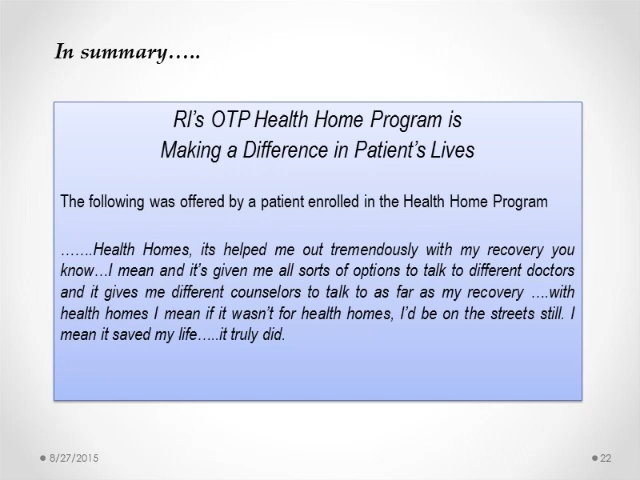 In summary.....
RI's OTP Health Home Program is
Making a Difference in Patient's Lives
The following was offered by a patient enrolled in the Health Home Program
…….Health Homes, its helped me out tremendously with my recovery you
know…I mean and it's given me all sorts of options to talk to different doctors
and it gives me different counselors to talk to as far as my recovery ….with
health homes I mean if it wasn't for health homes, I'd be on the streets still. I
mean it saved my life…..it truly did.
8/27/2015
22